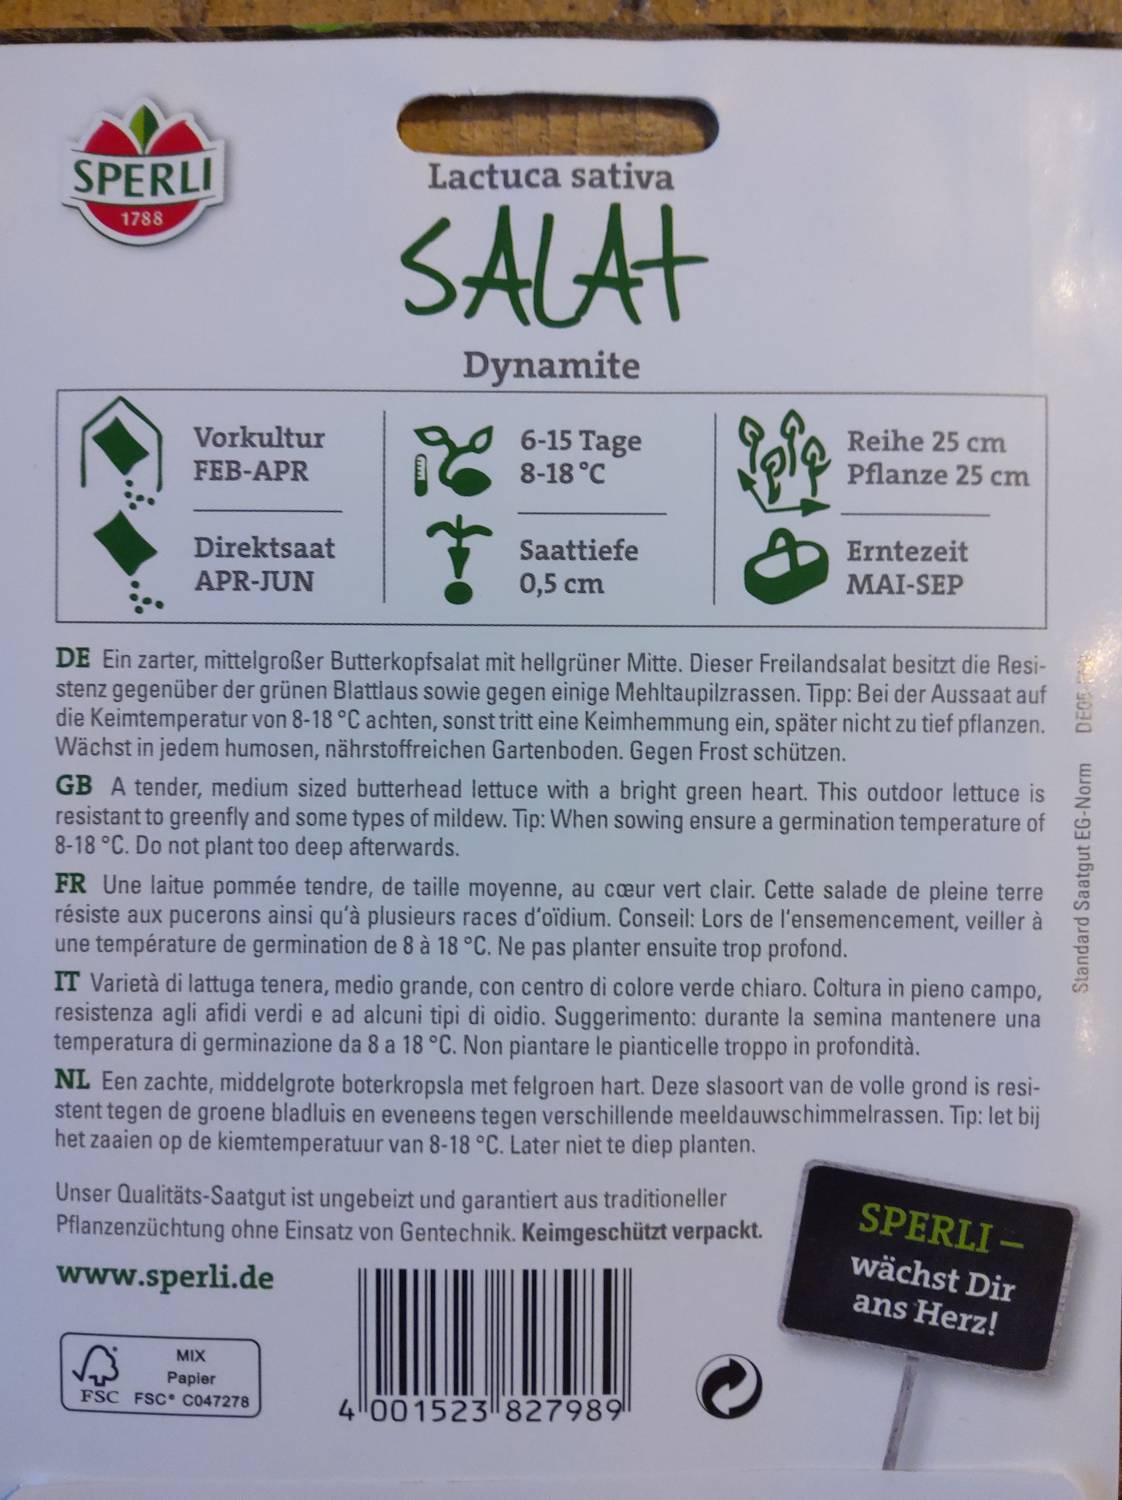 SPERLI
1788
Lactuca sativa
SALAt
Dynamite
Vorkultur
FEB-APR
Direktsaat
APR-JUN
6-15 Tage
8-18 °C
Saattiefe
0,5 cm
Reihe 25 cm
Pflanze 25 cm
Erntezeit
MAI-SEP
DE Ein zarter, mittelgroßer Butterkopfsalat mit hellgrüner Mitte. Dieser Freilandsalat besitzt die Resi-
stenz gegenüber der grünen Blattlaus sowie gegen einige Mehltaupilzrassen. Tipp: Bei der Aussaat auf
die Keimtemperatur von 8-18 °C achten, sonst tritt eine Keimhemmung ein, später nicht zu tief pflanzen.
Wächst in jedem humosen, nährstoffreichen Gartenboden. Gegen Frost schützen.
GB A tender, medium sized butterhead lettuce with a bright green heart. This outdoor lettuce is
resistant to greenfly and some types of mildew. Tip: When sowing ensure a germination temperature of
8-18 °C. Do not plant too deep afterwards.
FR Une laitue pommée tendre, de taille moyenne, au cœur vert clair. Cette salade de pleine terre
résiste aux pucerons ainsi qu'à plusieurs races d'oïdium. Conseil: Lors de l'ensemencement, veiller à
une température de germination de 8 à 18 °C. Ne pas planter ensuite trop profond.
IT Varietà di lattuga tenera, medio grande, con centro di colore verde chiaro. Coltura in pieno campo,
resistenza agli afidi verdi e ad alcuni tipi di oidio. Suggerimento: durante la semina mantenere una
temperatura di germinazione da 8 a 18 °C. Non piantare le pianticelle troppo in profondità.
NL Een zachte, middelgrote boterkropsla met felgroen hart. Deze slasoort van de volle grond is resi-
stent tegen de groene bladluis en eveneens tegen verschillende meeldauwschimmelrassen. Tip: let bij
het zaaien op de kiemtemperatuur van 8-18 °C. Later niet te diep planten.
Standard Saatgut EG-Norm
Unser Qualitäts-Saatgut ist ungebeizt und garantiert aus traditioneller
Pflanzenzüchtung ohne Einsatz von Gentechnik. Keimgeschützt verpackt.
www.sperli.de
SPERLI –
wächst Dir
ans Herz!
MIX
Papier
FSC FSC® C047278
4 001523 827989